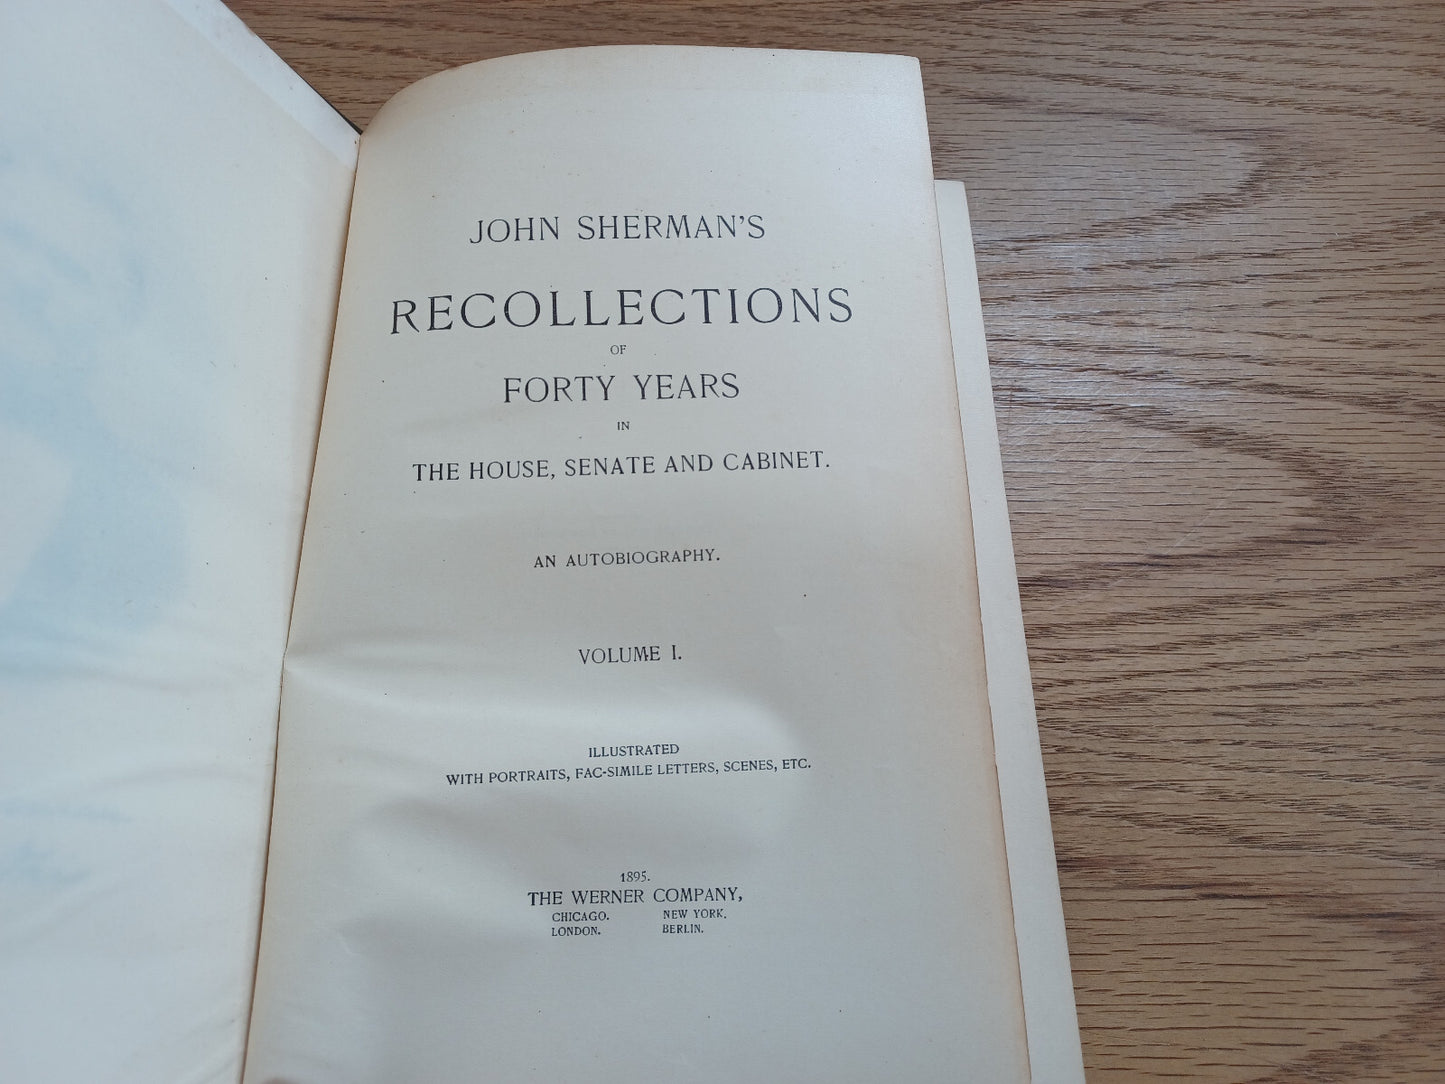 JOHN SHERMAN'S
RECOLLECTIONS
OF
FORTY YEARS
IN
THE HOUSE, SENATE AND CABINET.
AN AUTOBIOGRAPHY.
VOLUME I.
ILLUSTRATED
WITH PORTRAITS, FAC-SIMILE LETTERS, SCENES, ETC.
1895.
THE WERNER COMPANY,
CHICAGO. NEW YORK.
LONDON. BERLIN.